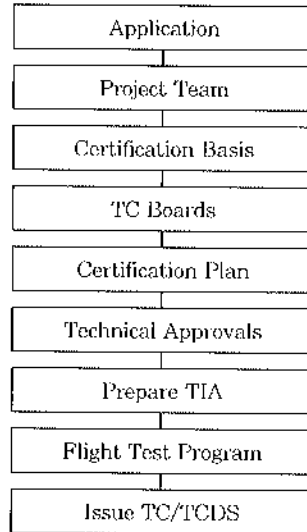 Application
Project Team
Certification Basis
TC Boards
Certification Plan
Technical Approvals
Prepare TIA
Flight Test Program
Issue TC/TCDS